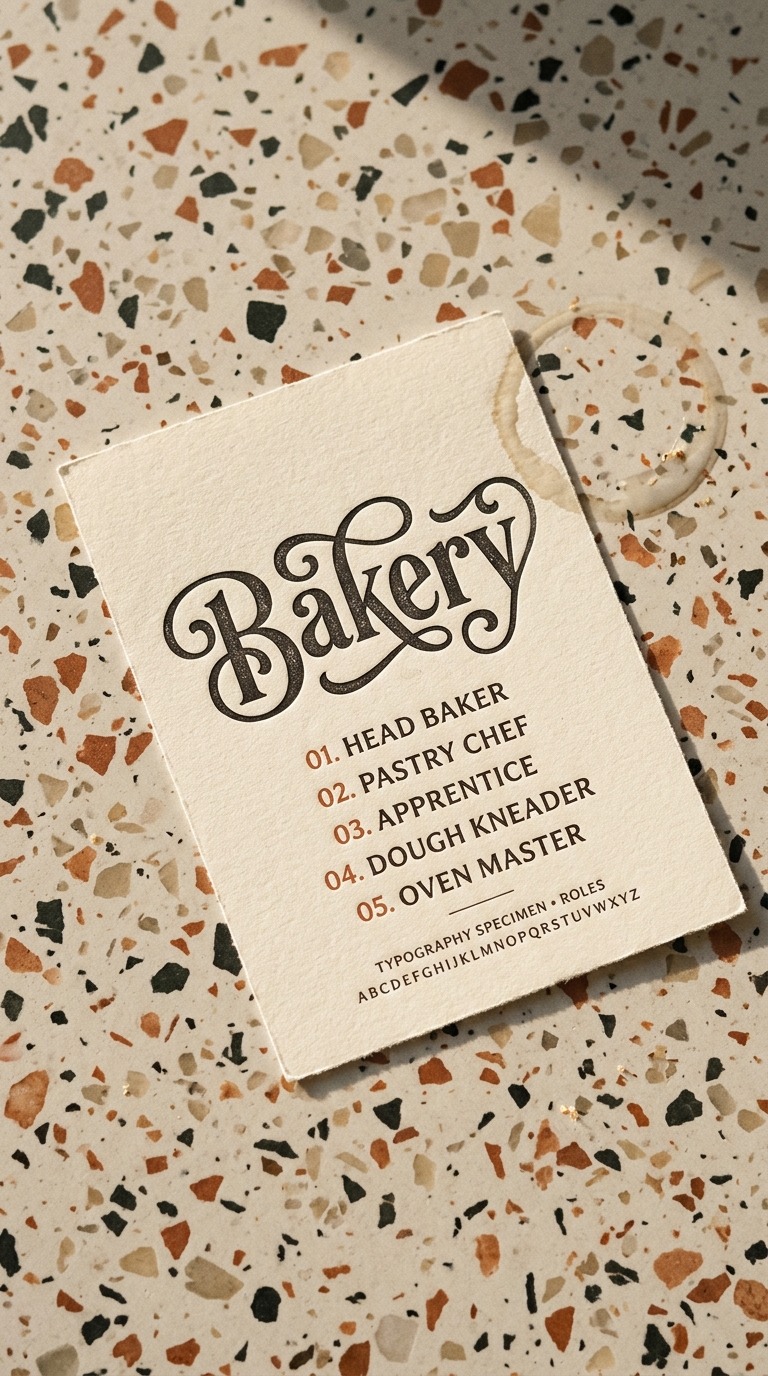 Bakery
01. HEAD BAKER
02. PASTRY CHEF
03. APPRENTICE
04. DOUGH KNEADER
05. OVEN MASTER
TYPOGRAPHY SPECIMEN • ROLES
ABCDEFGHIJKLMNOPQRSTUVWXYZ